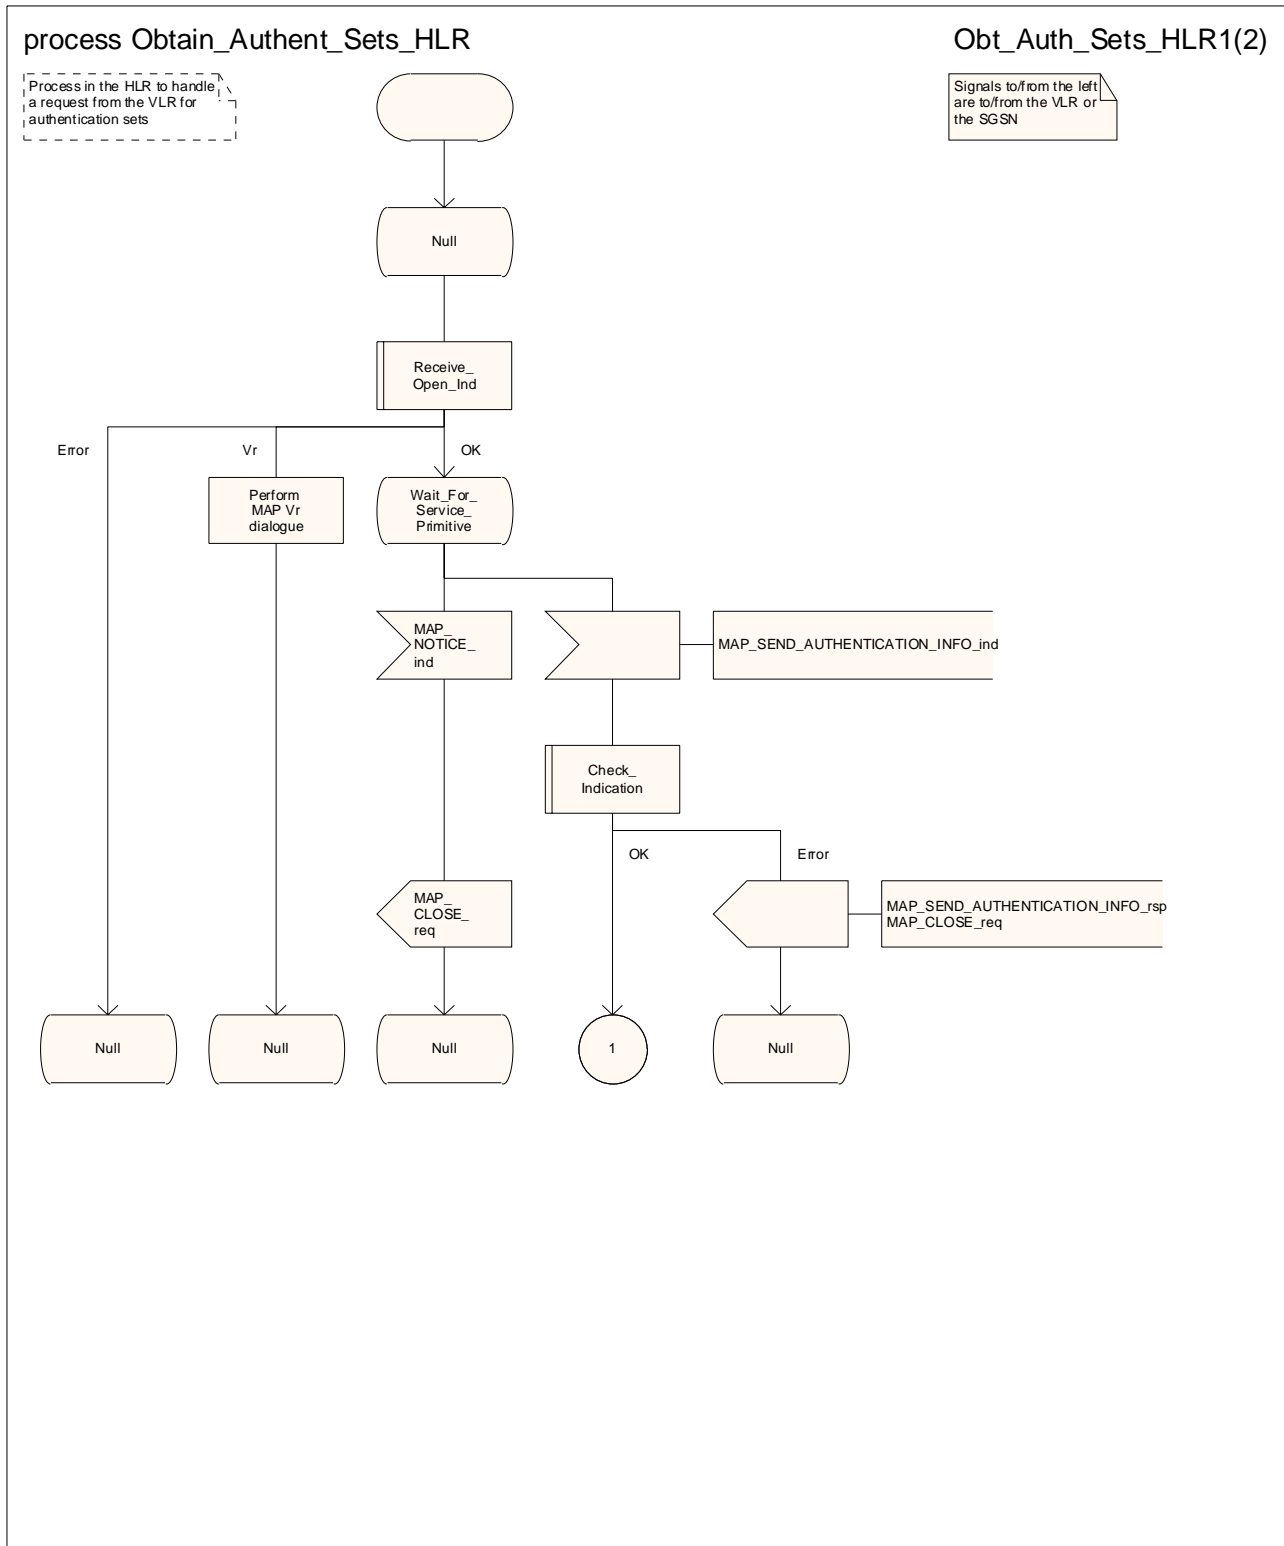 process Obtain_Authent_Sets_HLR
Obt_Auth_Sets_HLR1(2)
Process in the HLR to handle
a request from the VLR for
authentication sets
Signals to/from the left
are to/from the VLR or
the SGSN
Null
Receive_
Open_Ind
Error
Vr
OK
Perform
MAP Vr
dialogue
Wait_For_
Service_
Primitive
MAP_
NOTICE_
ind
MAP_SEND_AUTHENTICATION_INFO_ind
Check_
Indication
OK
Error
MAP_
CLOSE_
req
MAP_SEND_AUTHENTICATION_INFO_rsp
MAP_CLOSE_req
Null
Null
Null
1
Null